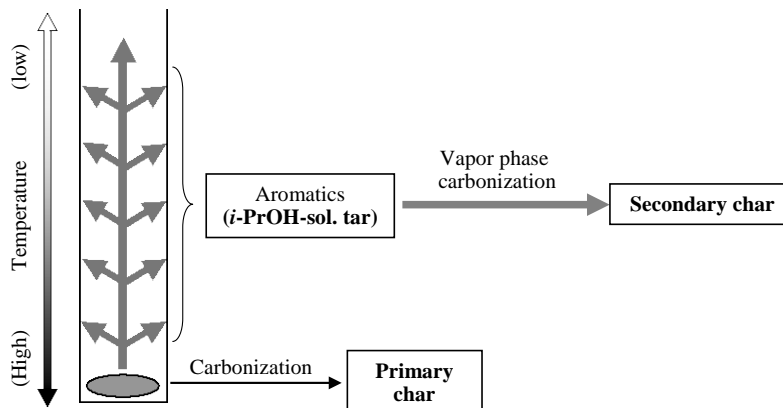 (low)
Temperature
(High)
Aromatics
(i-PrOH-sol. tar)
Vapor phase
carbonization
Secondary char
Carbonization
Primary
char